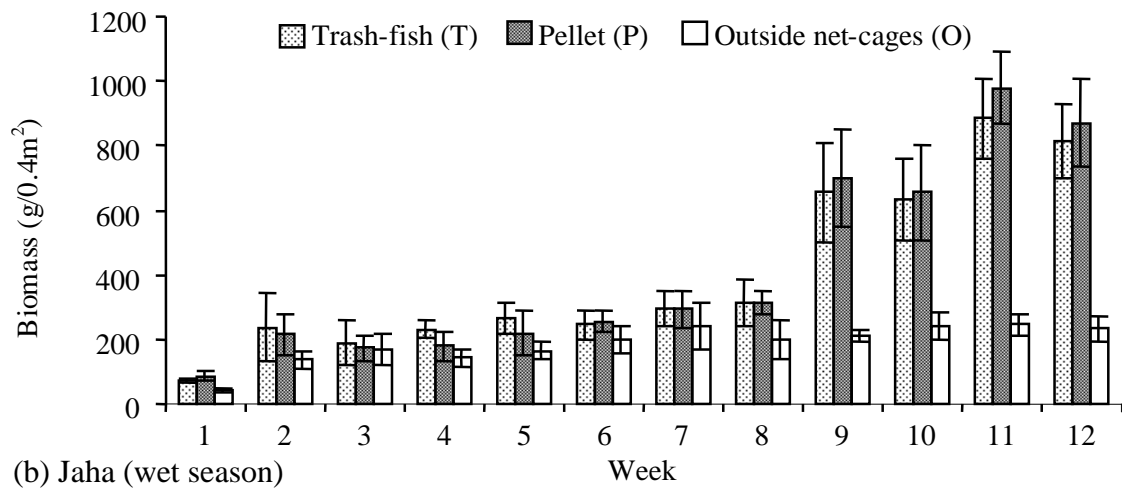 Trash-fish (T) Pellet (P) Outside net-cages (O)
Biomass (g/0.4m²)
1200
1000
800
600
400
200
0
1 2 3 4 5 6 7 8 9 10 11 12
(b) Jaha (wet season) Week